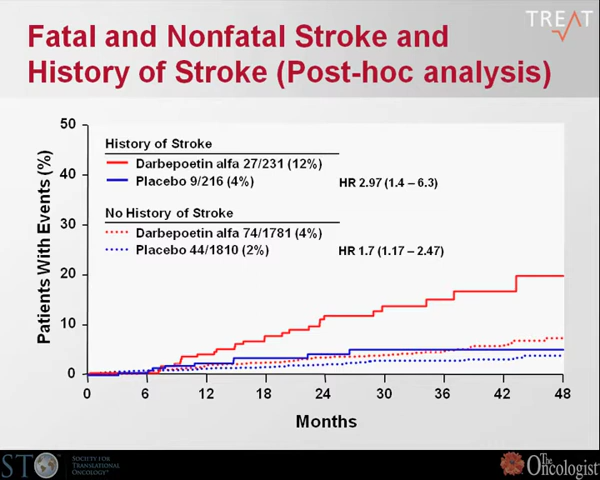 TREAT
Fatal and Nonfatal Stroke and
History of Stroke (Post-hoc analysis)
Patients With Events (%)
50
40
30
20
10
0
History of Stroke
Darbepoetin alfa 27/231 (12%)
Placebo 9/216 (4%)
HR 2.97 (1.4 – 6.3)
No History of Stroke
Darbepoetin alfa 74/1781 (4%)
Placebo 44/1810 (2%)
HR 1.7 (1.17 – 2.47)
0 6 12 18 24 30 36 42 48
Months
STO
SOCIETY FOR
TRANSLATIONAL
ONCOLOGY
The
Oncologist